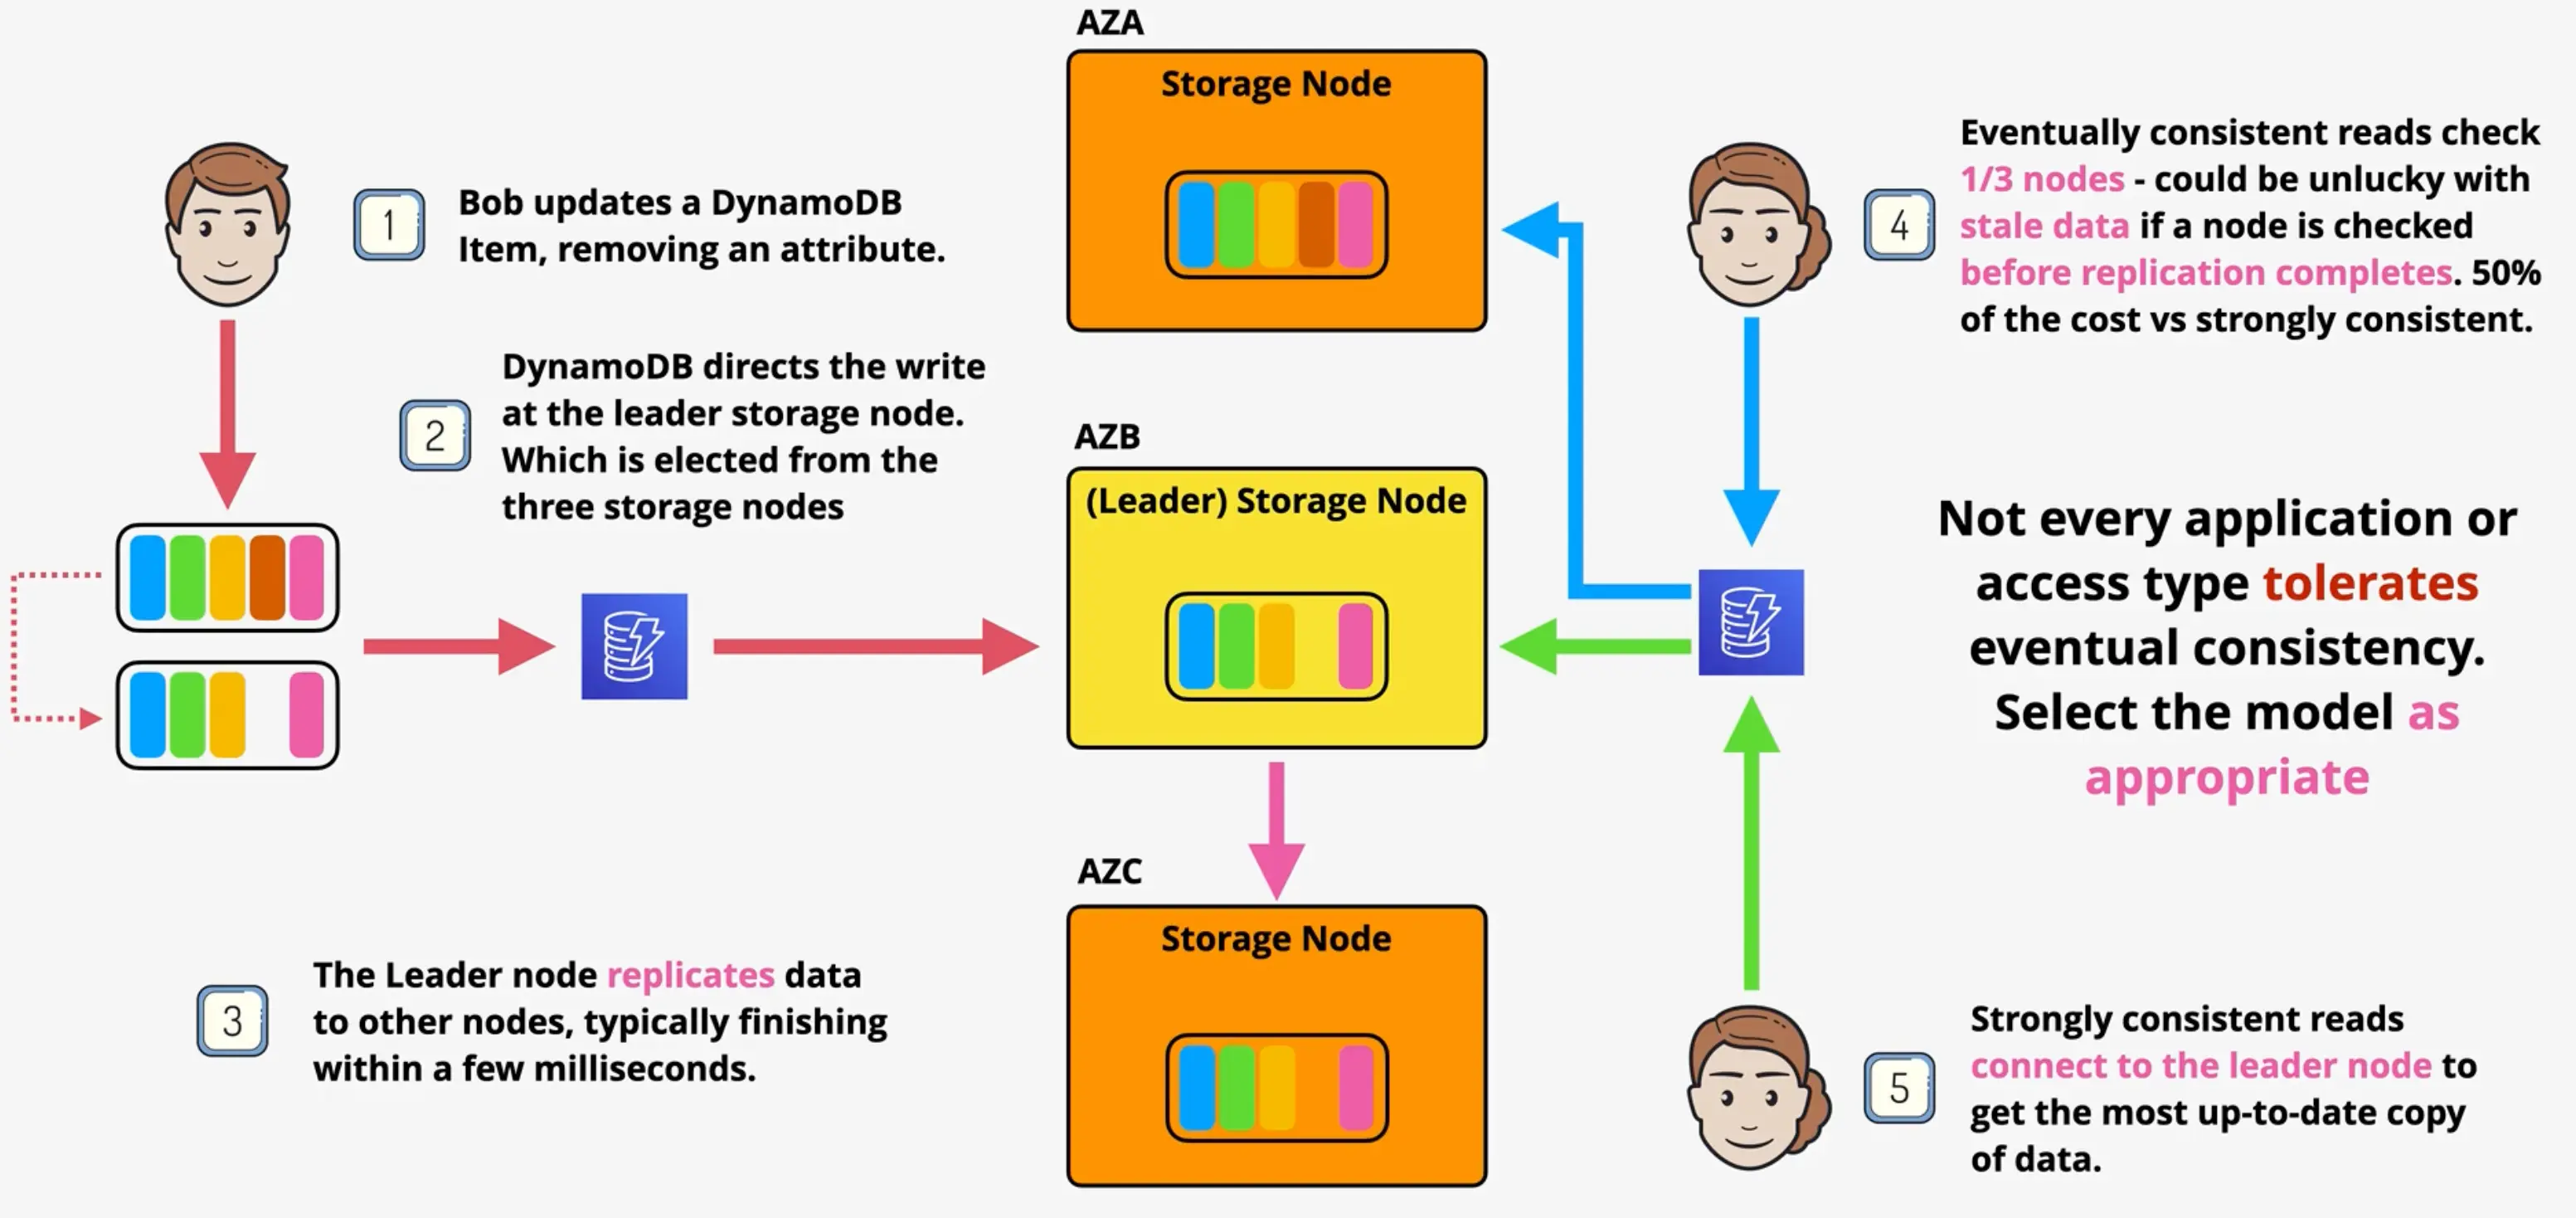 1
Bob updates a DynamoDB
Item, removing an attribute.
2
DynamoDB directs the write
at the leader storage node.
Which is elected from the
three storage nodes
3
The Leader node replicates data
to other nodes, typically finishing
within a few milliseconds.
AZA
Storage Node
AZB
(Leader) Storage Node
AZC
Storage Node
4
Eventually consistent reads check
1/3 nodes - could be unlucky with
stale data if a node is checked
before replication completes. 50%
of the cost vs strongly consistent.
Not every application or
access type tolerates
eventual consistency.
Select the model as
appropriate
5
Strongly consistent reads
connect to the leader node to
get the most up-to-date copy
of data.